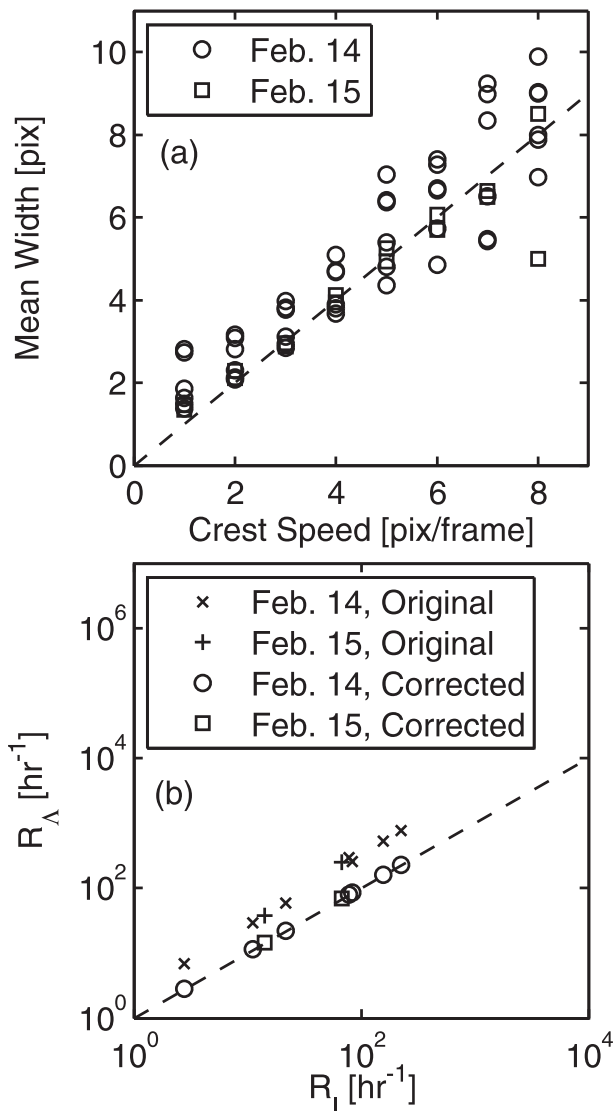 10
8
6
4
2
0
Mean Width [pix]
Feb. 14
Feb. 15
(a)
0 2 4 6 8
Crest Speed [pix/frame]
10^6
10^4
10^2
10^0
R_Λ [hr^-1]
Feb. 14, Original
Feb. 15, Original
Feb. 14, Corrected
Feb. 15, Corrected
(b)
10^0 10^2 10^4
R_I [hr^-1]